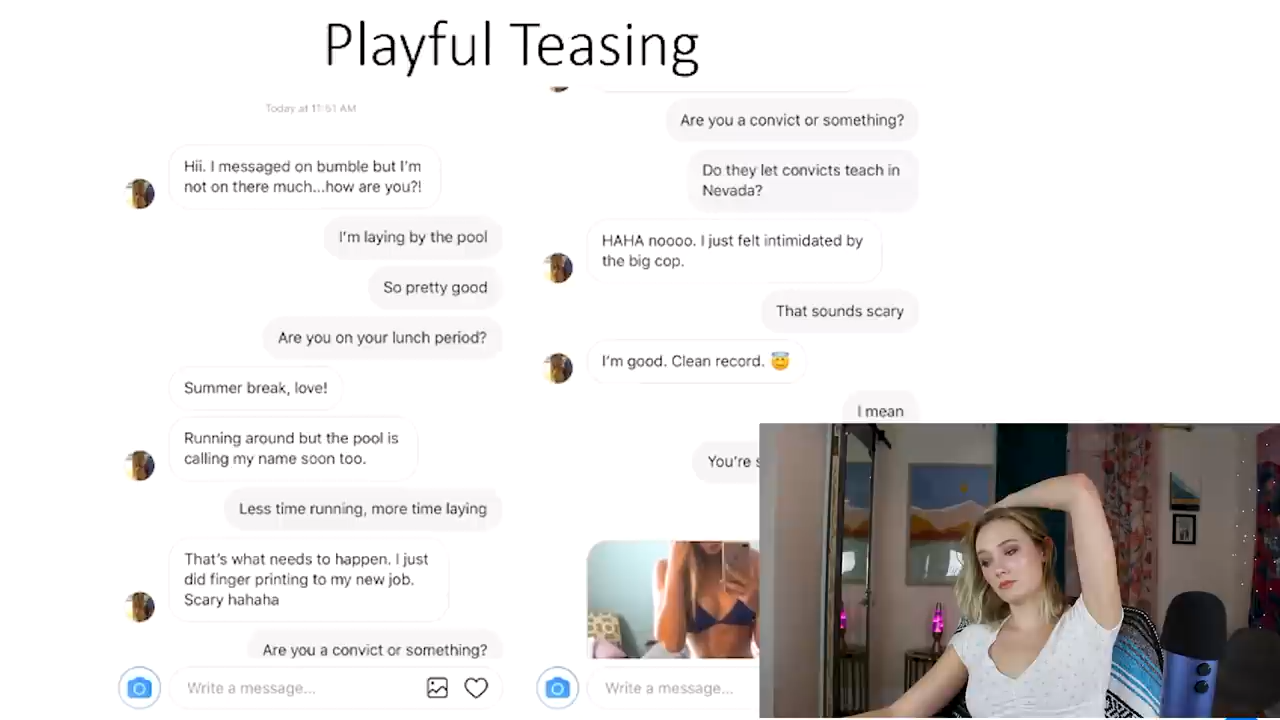 Playful Teasing
Today at 11:51 AM
Hii. I messaged on bumble but I'm
not on there much...how are you?!
I'm laying by the pool
So pretty good
Are you on your lunch period?
Summer break, love!
Running around but the pool is
calling my name soon too.
Less time running, more time laying
That's what needs to happen. I just
did finger printing to my new job.
Scary hahaha
Are you a convict or something?
Write a message...
Are you a convict or something?
Do they let convicts teach in
Nevada?
HAHA noooo. I just felt intimidated by
the big cop.
That sounds scary
I'm good. Clean record. 😇
I mean
You're
Write a message...